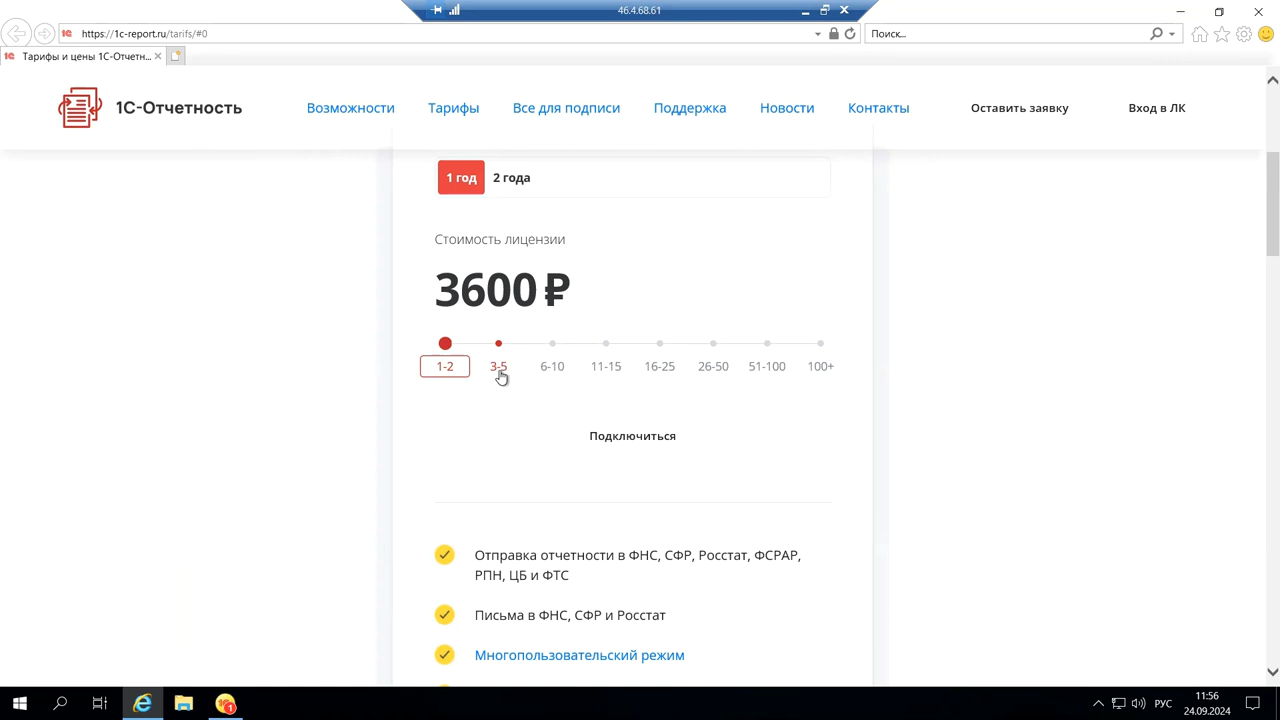 46.4.68.61
https://1c-report.ru/tarifs/#0
Поиск...
Тарифы и цены 1С-Отчетн...
1С-Отчетность
Возможности
Тарифы
Все для подписи
Поддержка
Новости
Контакты
Оставить заявку
Вход в ЛК
1 год
2 года
Стоимость лицензии
3600 ₽
1-2
3-5
6-10
11-15
16-25
26-50
51-100
100+
Подключиться
Отправка отчетности в ФНС, СФР, Росстат, ФСРАР,
РПН, ЦБ и ФТС
Письма в ФНС, СФР и Росстат
Многопользовательский режим
1
РУС
11:56
24.09.2024